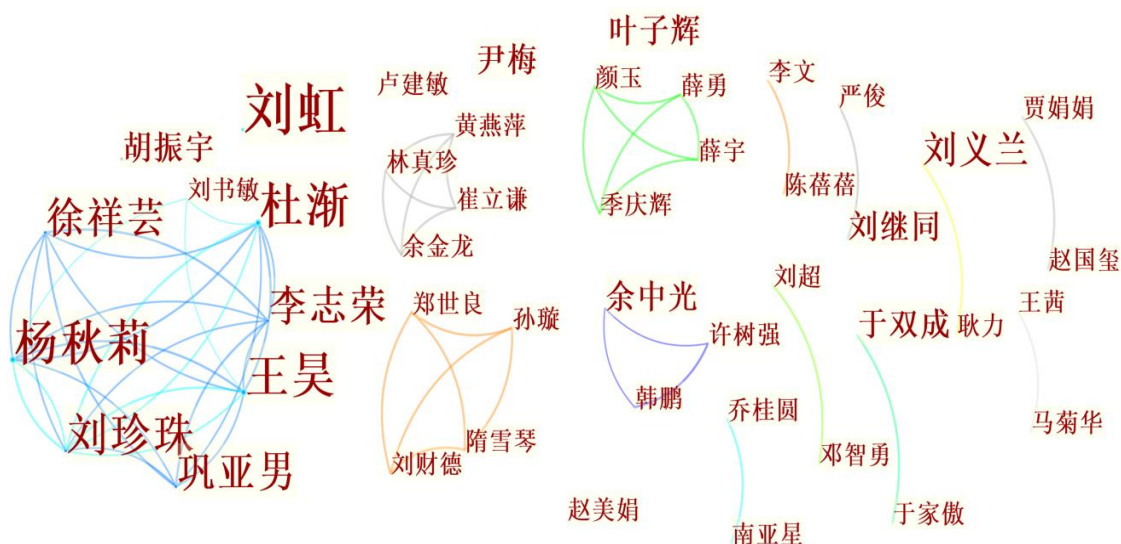 叶子辉
尹梅
卢建敏
颜玉
薛勇
李文
严俊
贾娟娟
刘虹
黄燕萍
胡振宇
林真珍
薛宇
刘义兰
刘书敏
崔立谦
季庆辉
陈蓓蓓
徐祥芸
杜渐
余金龙
刘继同
赵国玺
李志荣
郑世良
孙璇
余中光
刘超
王茜
许树强
于双成
耿力
杨秋莉
王昊
韩鹏
乔桂圆
马菊华
刘珍珠
隋雪琴
巩亚男
刘财德
邓智勇
赵美娟
于家傲
南亚星